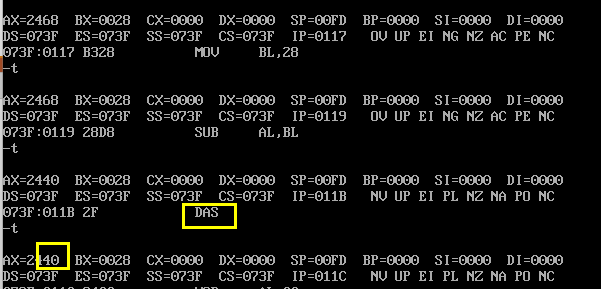 AX=2468 BX=0028 CX=0000 DX=0000 SP=00FD BP=0000 SI=0000 DI=0000
DS=073F ES=073F SS=073F CS=073F IP=0117 OV UP EI NG NZ AC PE NC
073F:0117 B328 MOV BL,28
-t
AX=2468 BX=0028 CX=0000 DX=0000 SP=00FD BP=0000 SI=0000 DI=0000
DS=073F ES=073F SS=073F CS=073F IP=0119 OV UP EI NG NZ AC PE NC
073F:0119 28D8 SUB AL,BL
-t
AX=2440 BX=0028 CX=0000 DX=0000 SP=00FD BP=0000 SI=0000 DI=0000
DS=073F ES=073F SS=073F CS=073F IP=011B NV UP EI PL NZ NA PO NC
073F:011B 2F DAS
-t
AX=2440 BX=0028 CX=0000 DX=0000 SP=00FD BP=0000 SI=0000 DI=0000
DS=073F ES=073F SS=073F CS=073F IP=011C NV UP EI PL NZ NA PO NC